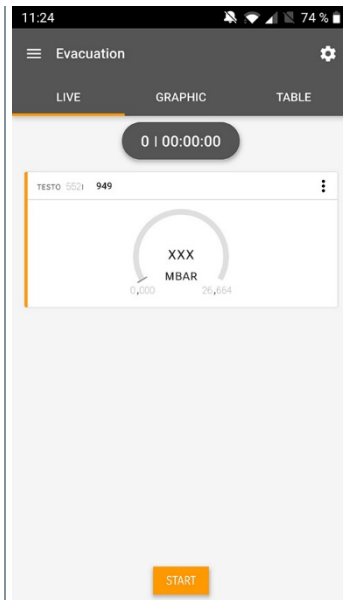 11:24 74 %
Evacuation
LIVE GRAPHIC TABLE
0 | 00:00:00
TESTO 552I 949
XXX
MBAR
0,000 26,664
START